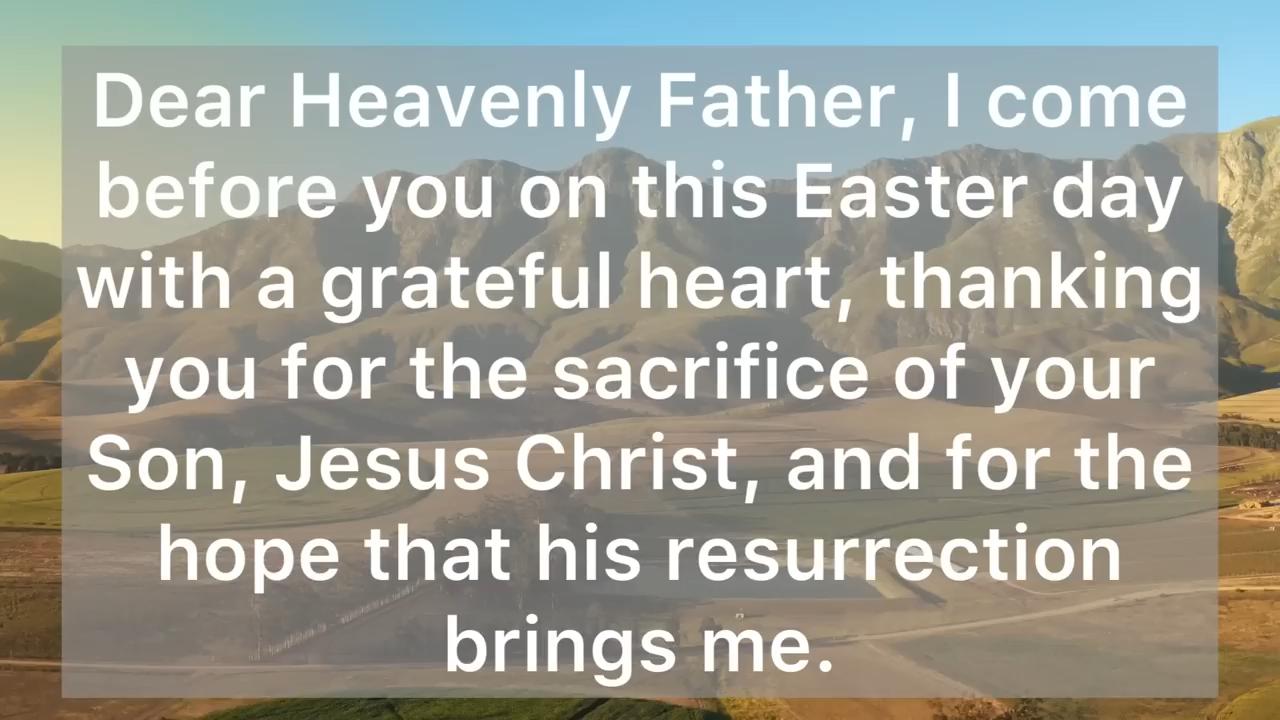 Dear Heavenly Father, I come
before you on this Easter day
with a grateful heart, thanking
you for the sacrifice of your
Son, Jesus Christ, and for the
hope that his resurrection
brings me.